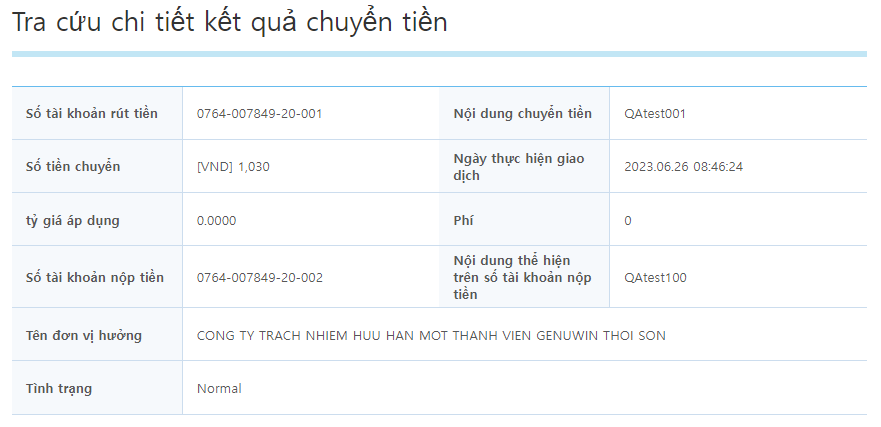 Tra cứu chi tiết kết quả chuyển tiền
Số tài khoản rút tiền
0764-007849-20-001
Nội dung chuyển tiền
QAtest001
Số tiền chuyển
[VND] 1,030
Ngày thực hiện giao
dịch
2023.06.26 08:46:24
tỷ giá áp dụng
0.0000
Phí
0
Số tài khoản nộp tiền
0764-007849-20-002
Nội dung thể hiện
trên số tài khoản nộp
tiền
QAtest100
Tên đơn vị hưởng
CONG TY TRACH NHIEM HUU HAN MOT THANH VIEN GENUWIN THOI SON
Tình trạng
Normal